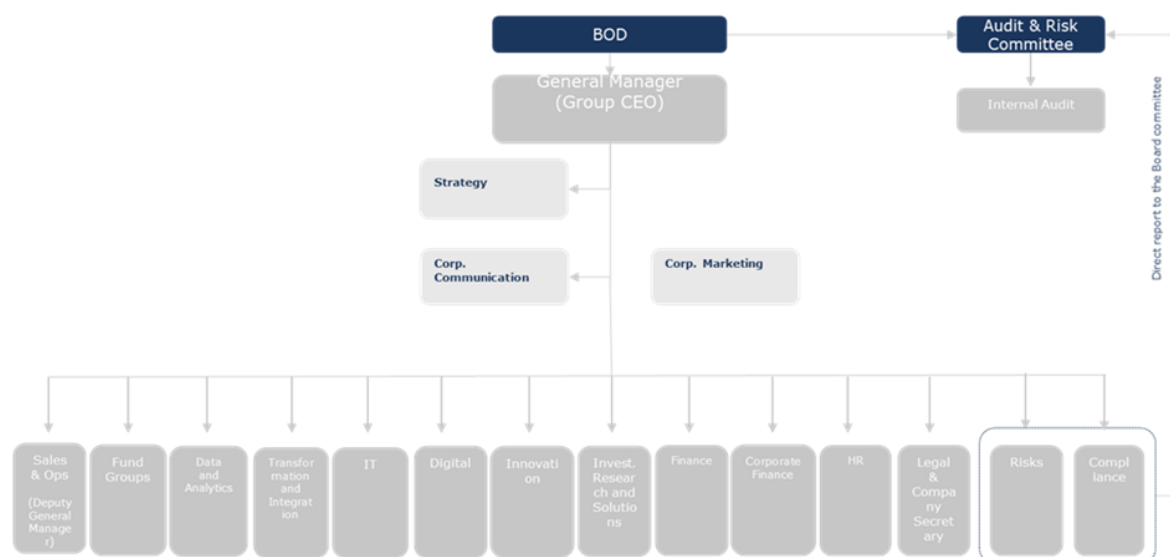 BOD
Audit & Risk
Committee
General Manager
(Group CEO)
Internal Audit
Direct report to the Board committee
Strategy
Corp.
Communication
Corp. Marketing
Sales
& Ops
(Deputy
General
Manage
r)
Fund
Groups
Data
and
Analytics
Transfor
mation
and
Integrat
ion
IT
Digital
Innovati
on
Invest.
Resear
ch and
Solutio
ns
Finance
Corporate
Finance
HR
Legal
&
Compa
ny
Secret
ary
Risks
Compl
iance